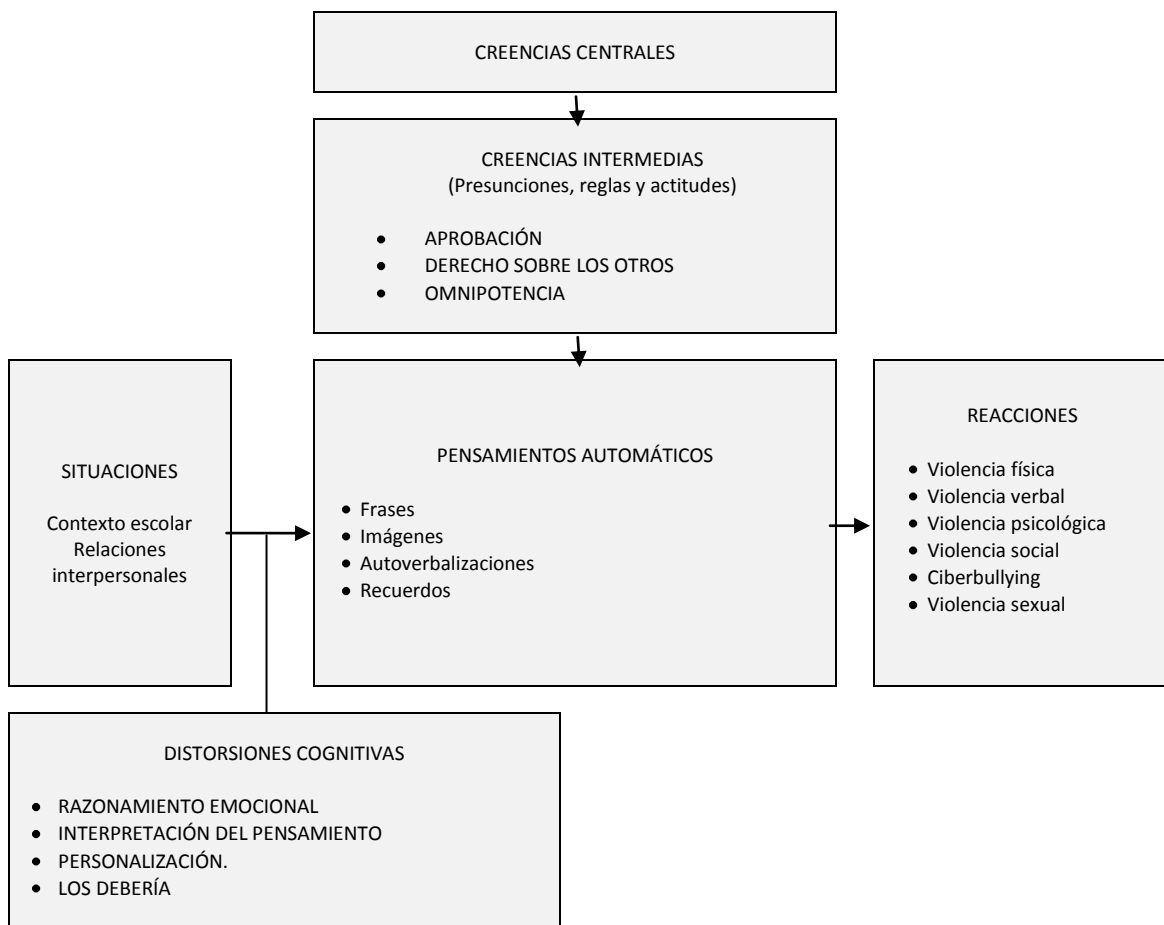 CREENCIAS CENTRALES
CREENCIAS INTERMEDIAS
(Presunciones, reglas y actitudes)
• APROBACIÓN
• DERECHO SOBRE LOS OTROS
• OMNIPOTENCIA
SITUACIONES
Contexto escolar
Relaciones
interpersonales
PENSAMIENTOS AUTOMÁTICOS
• Frases
• Imágenes
• Autoverbalizaciones
• Recuerdos
REACCIONES
• Violencia física
• Violencia verbal
• Violencia psicológica
• Violencia social
• Ciberbullying
• Violencia sexual
DISTORSIONES COGNITIVAS
• RAZONAMIENTO EMOCIONAL
• INTERPRETACIÓN DEL PENSAMIENTO
• PERSONALIZACIÓN.
• LOS DEBERÍA